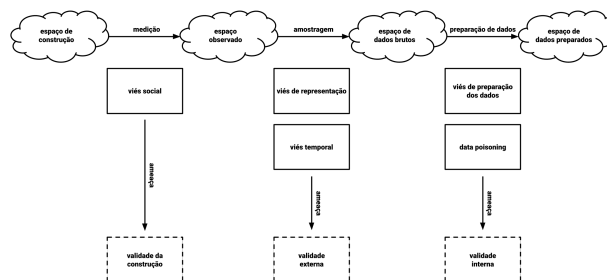 espaço de
construção
medição
espaço
observado
amostragem
espaço de
dados brutos
preparação de dados
espaço de
dados preparados
viés social
viés de representação
viés de preparação
dos dados
viés temporal
data poisoning
ameaça
ameaça
ameaça
validade da
construção
validade
externa
validade
interna